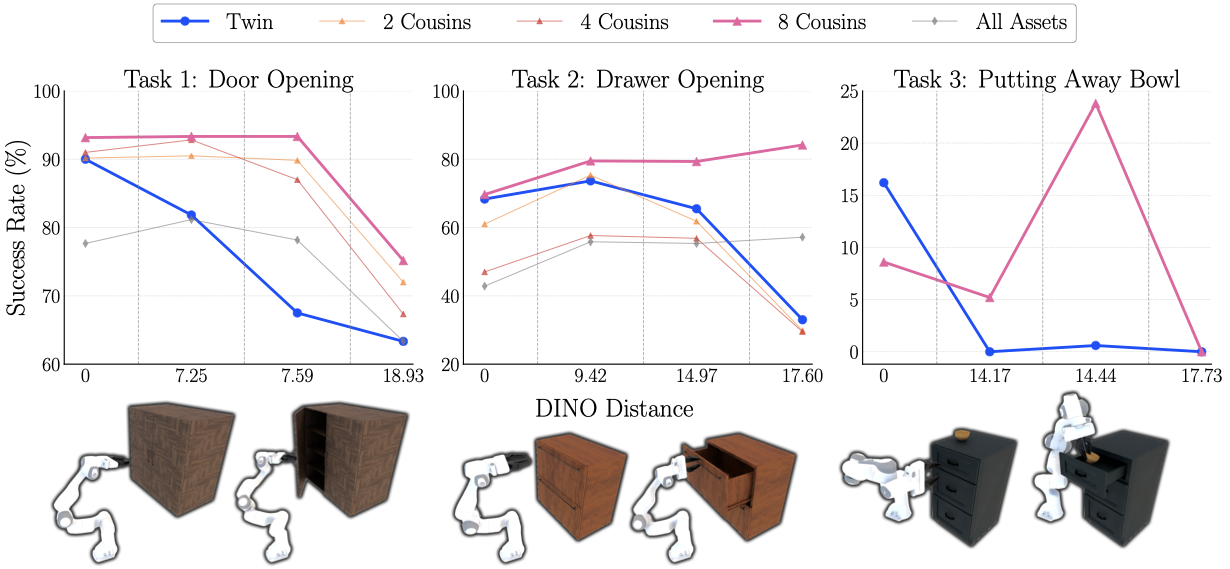 Twin 2 Cousins 4 Cousins 8 Cousins All Assets
Task 1: Door Opening
Success Rate (%)
100
90
80
70
60
0 7.25 7.59 18.93
Task 2: Drawer Opening
100
80
60
40
20
0 9.42 14.97 17.60
Task 3: Putting Away Bowl
25
20
15
10
5
0
0 14.17 14.44 17.73
DINO Distance